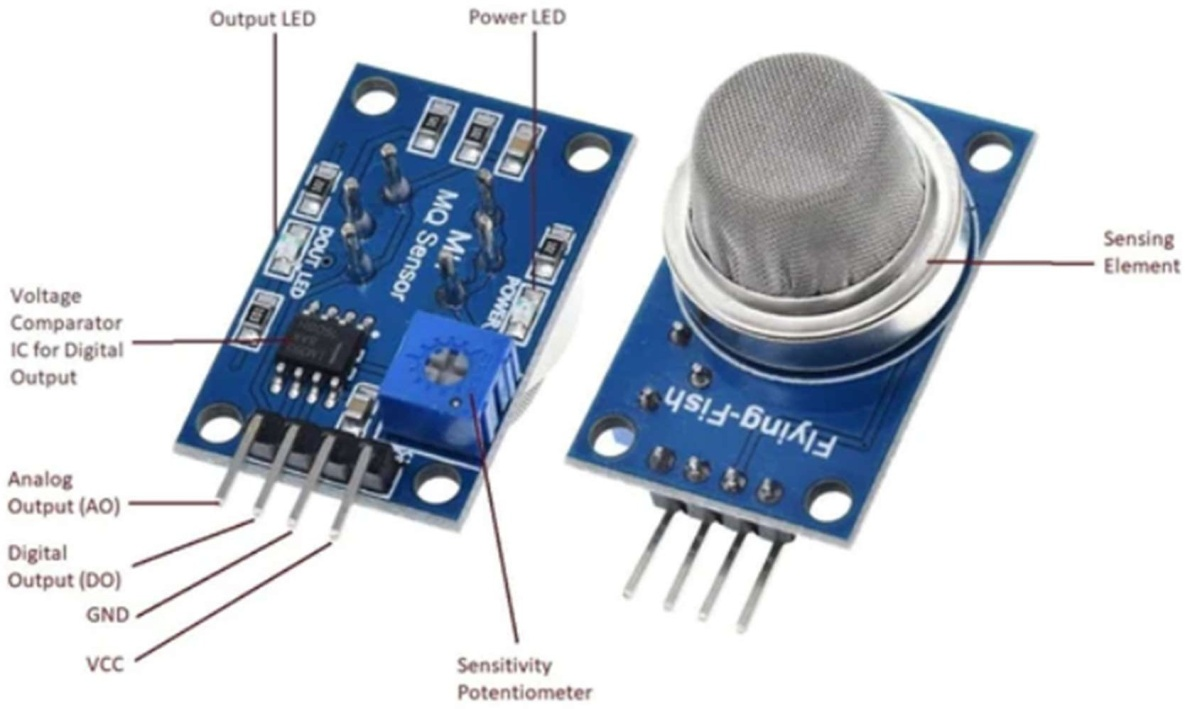 Output LED
Power LED
MQ Sensor
DOUT LED
POWER
Flying-Fish
Sensing
Element
Voltage
Comparator
IC for Digital
Output
Analog
Output (AO)
Digital
Output (DO)
GND
VCC
Sensitivity
Potentiometer